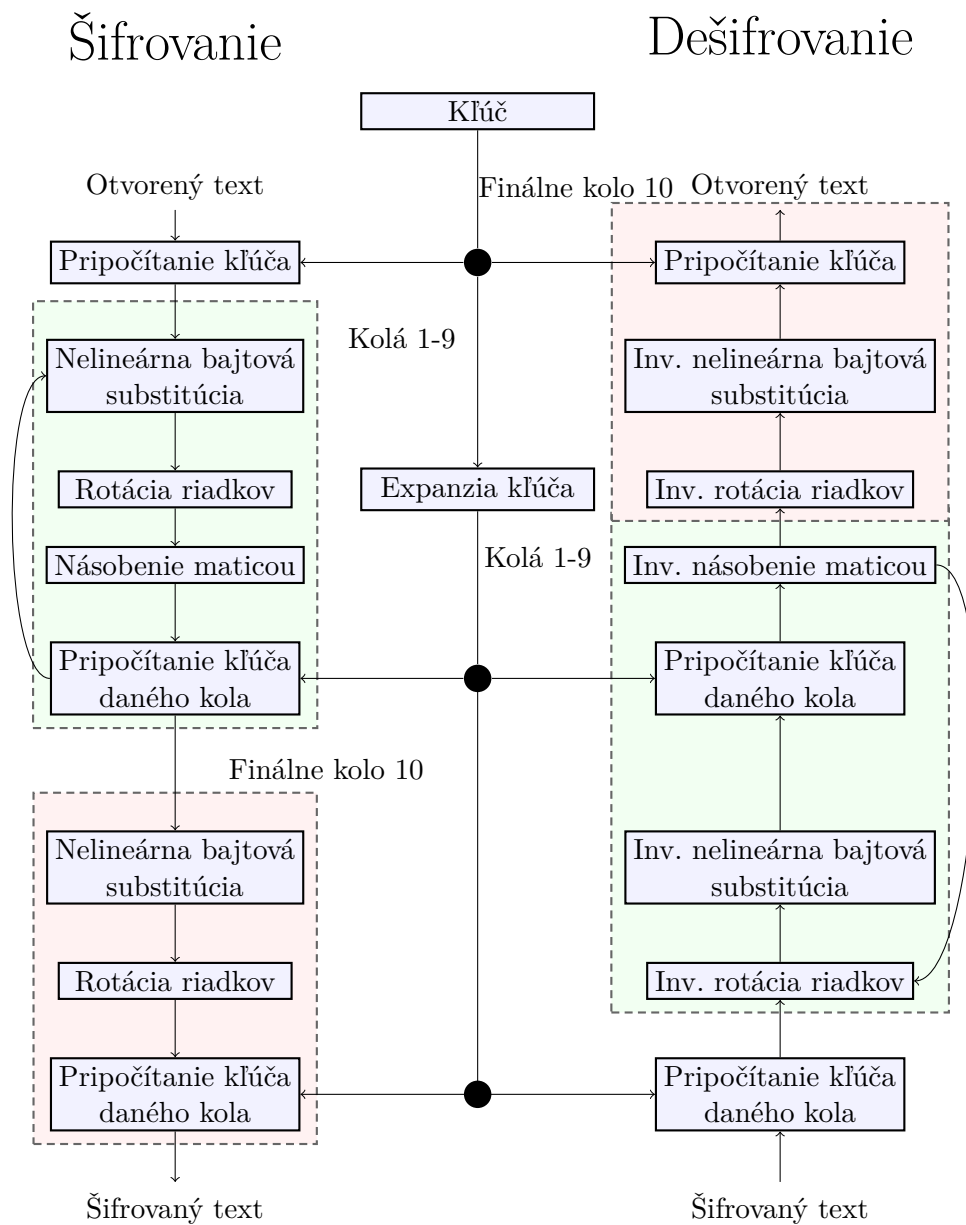 Šifrovanie
Dešifrovanie
Kľúč
Otvorený text
Finálne kolo 10
Otvorený text
Pripočítanie kľúča
Pripočítanie kľúča
Kolá 1-9
Nelineárna bajtová
substitúcia
Inv. nelineárna bajtová
substitúcia
Rotácia riadkov
Expanzia kľúča
Inv. rotácia riadkov
Násobenie maticou
Kolá 1-9
Inv. násobenie maticou
Pripočítanie kľúča
daného kola
Pripočítanie kľúča
daného kola
Finálne kolo 10
Nelineárna bajtová
substitúcia
Inv. nelineárna bajtová
substitúcia
Rotácia riadkov
Inv. rotácia riadkov
Pripočítanie kľúča
daného kola
Pripočítanie kľúča
daného kola
Šifrovaný text
Šifrovaný text